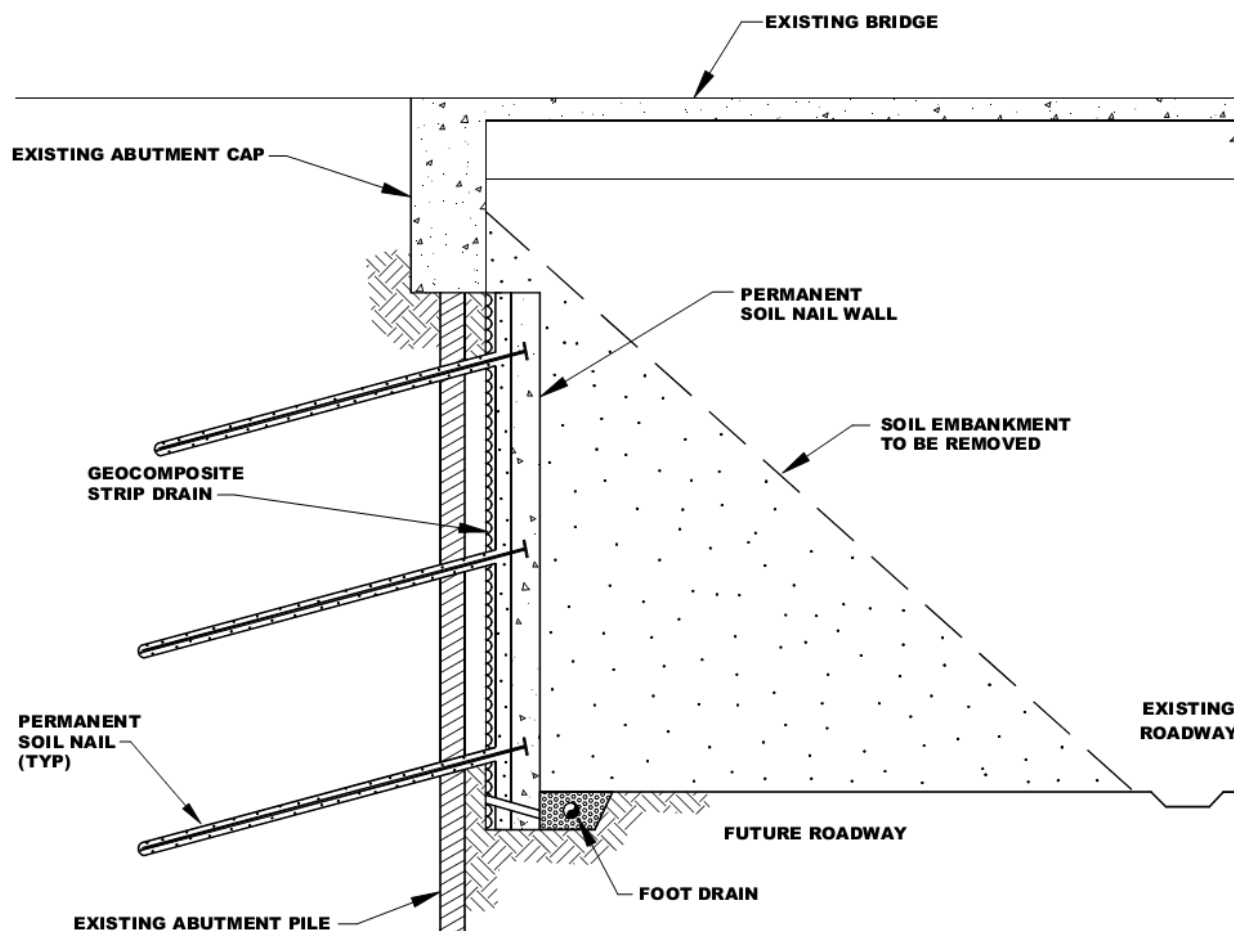 EXISTING BRIDGE
EXISTING ABUTMENT CAP
PERMANENT
SOIL NAIL WALL
SOIL EMBANKMENT
TO BE REMOVED
GEOCOMPOSITE
STRIP DRAIN
PERMANENT
SOIL NAIL
(TYP)
EXISTING
ROADWAY
FUTURE ROADWAY
FOOT DRAIN
EXISTING ABUTMENT PILE